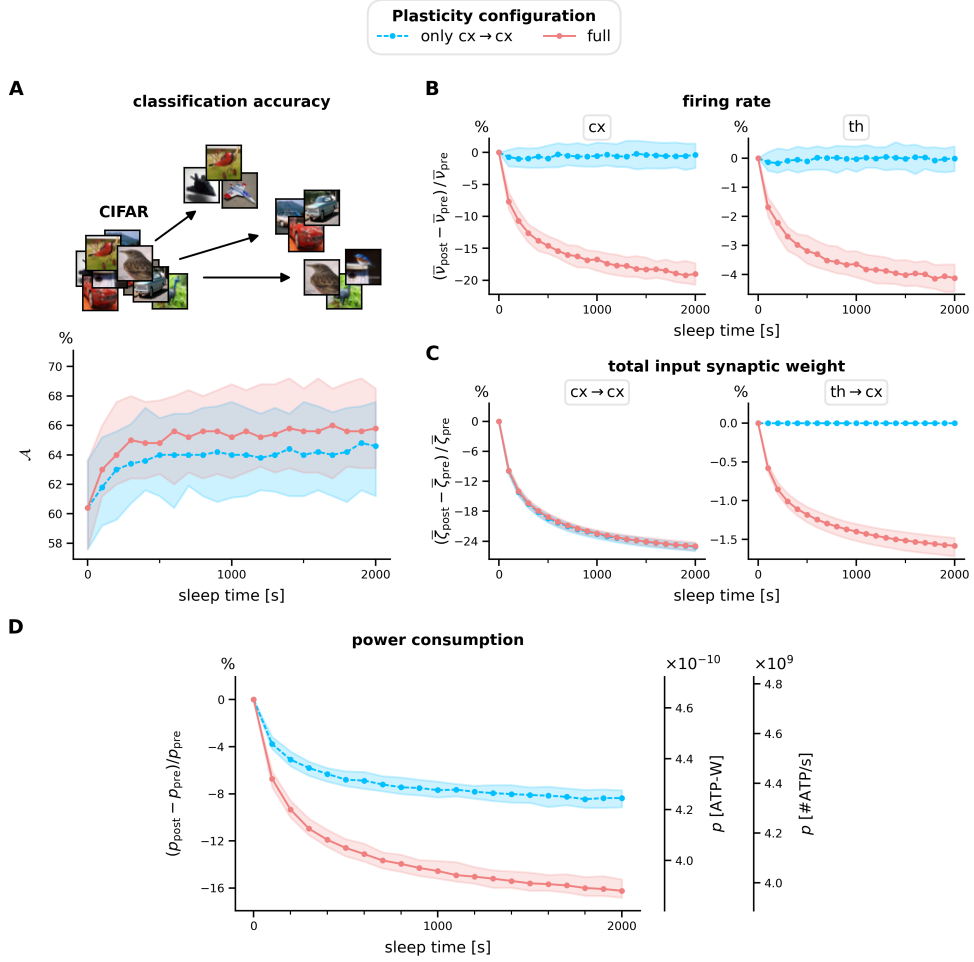 Plasticity configuration
only cx → cx
full
A
classification accuracy
CIFAR
%
70
68
66
64
62
60
58
𝒜
0
1000
2000
sleep time [s]
B
firing rate
%
cx
0
−5
−10
−15
−20
(ν̅post − ν̅pre) / ν̅pre
0
1000
2000
sleep time [s]
%
th
0
−1
−2
−3
−4
0
1000
2000
C
total input synaptic weight
%
cx → cx
0
−6
−12
−18
−24
(ζ̅post − ζ̅pre) / ζ̅pre
0
1000
2000
sleep time [s]
%
th → cx
0.0
−0.5
−1.0
−1.5
0
1000
2000
D
power consumption
%
0
−4
−8
−12
−16
(ppost − ppre)/ppre
0
1000
2000
sleep time [s]
×10⁻¹⁰
4.6
4.4
4.2
4.0
p [ATP-W]
×10⁹
4.8
4.6
4.4
4.2
4.0
p [#ATP/s]